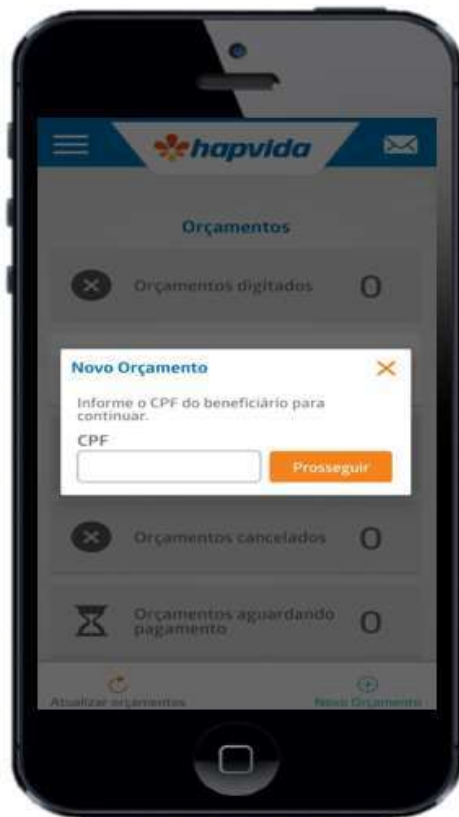 hapvida
Orçamentos
Orçamentos digitados 0
Novo Orçamento
Informe o CPF do beneficiário para
continuar.
CPF
Prosseguir
Orçamentos cancelados 0
Orçamentos aguardando
pagamento 0
Atualizar orçamentos Novo Orçamento